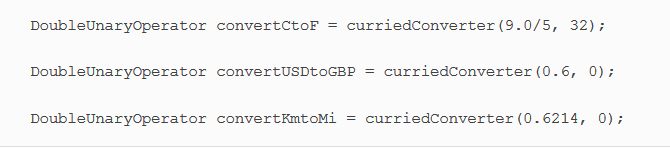 DoubleUnaryOperator convertCtoF = curriedConverter(9.0/5, 32);
DoubleUnaryOperator convertUSDtoGBP = curriedConverter(0.6, 0);
DoubleUnaryOperator convertKmtoMi = curriedConverter(0.6214, 0);